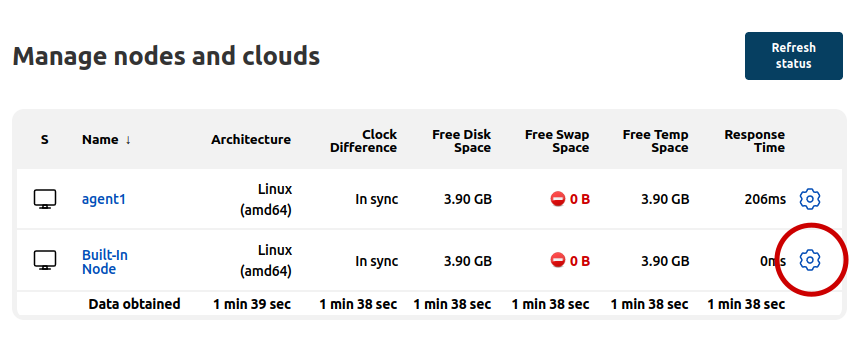 Manage nodes and clouds
Refresh
status
S Name ↓ Architecture Clock Difference Free Disk Space Free Swap Space Free Temp Space Response Time
agent1 Linux (amd64) In sync 3.90 GB 0 B 3.90 GB 206ms
Built-In Node Linux (amd64) In sync 3.90 GB 0 B 3.90 GB 0ms
Data obtained 1 min 39 sec 1 min 38 sec 1 min 38 sec 1 min 38 sec 1 min 38 sec 1 min 38 sec